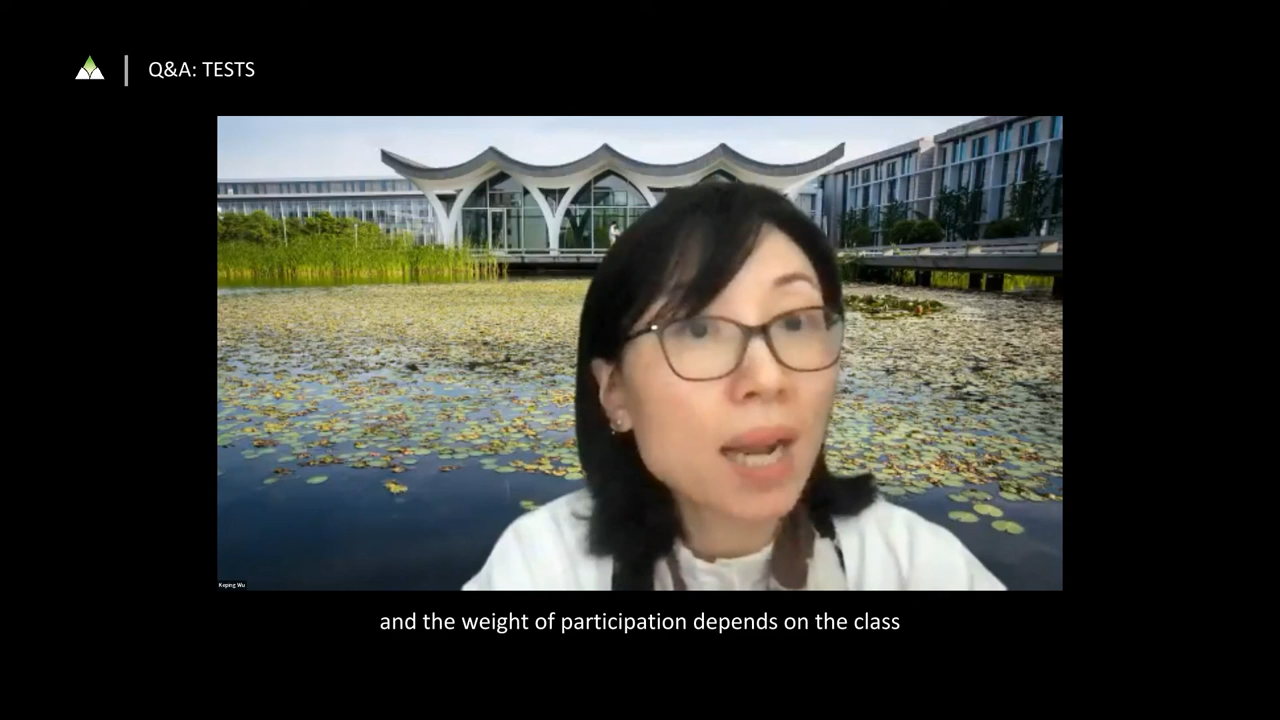 Q&A: TESTS
Keping Wu
and the weight of participation depends on the class